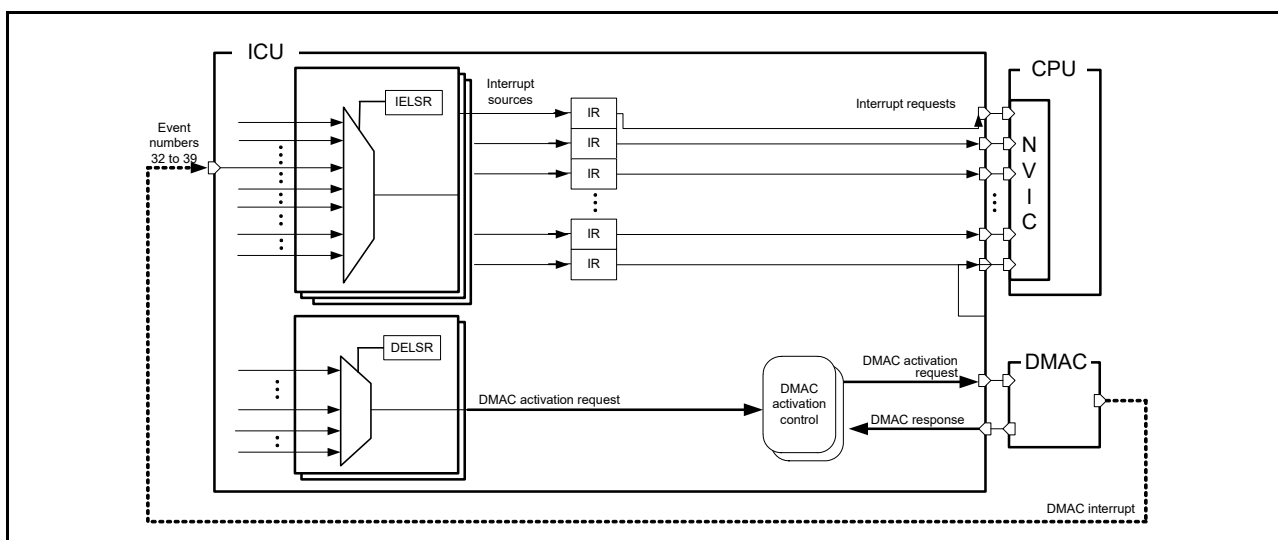 ICU
CPU
IELSR
Interrupt
sources
Interrupt requests
Event
numbers
32 to 39
IR
IR
IR
IR
IR
N
V
I
C
DELSR
DMAC activation request
DMAC
activation
control
DMAC activation
request
DMAC response
DMAC
DMAC interrupt